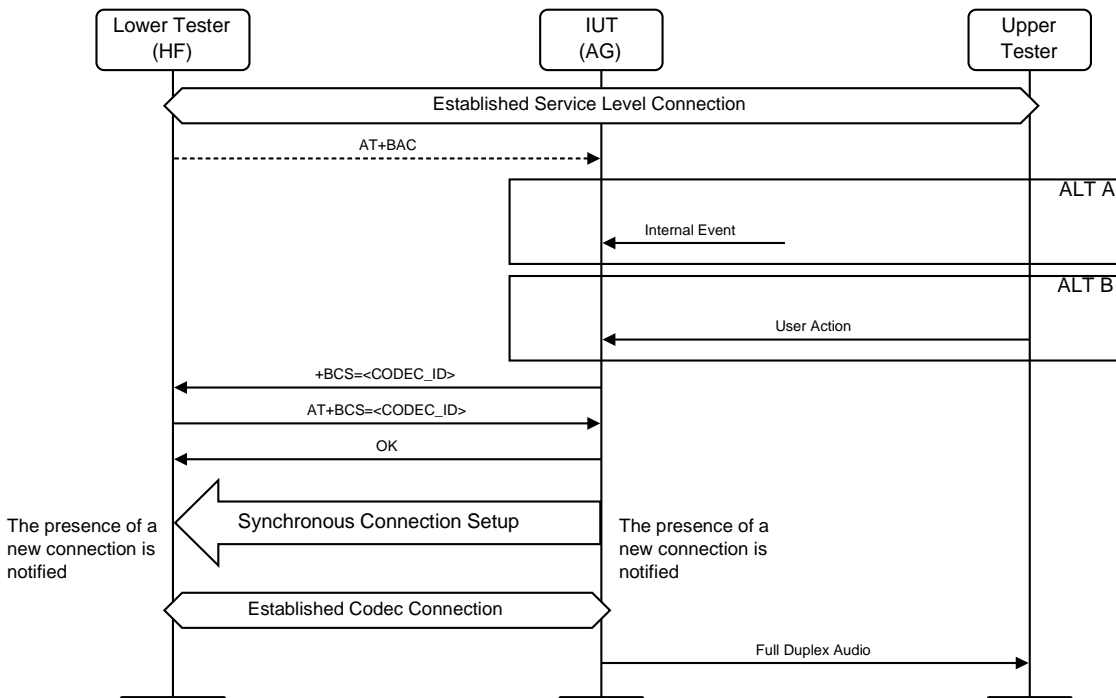 Lower Tester
(HF)
IUT
(AG)
Upper
Tester
Established Service Level Connection
AT+BAC
ALT A
Internal Event
ALT B
User Action
+BCS=<CODEC_ID>
AT+BCS=<CODEC_ID>
OK
Synchronous Connection Setup
The presence of a
new connection is
notified
The presence of a
new connection is
notified
Established Codec Connection
Full Duplex Audio